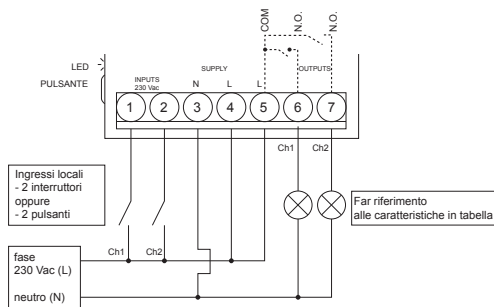 COM
N.O.
N.O.
LED
PULSANTE
INPUTS
230 Vac
SUPPLY
N
L
L
OUTPUTS
1
2
3
4
5
6
7
Ch1
Ch2
Ingressi locali
- 2 interruttori
oppure
- 2 pulsanti
Far riferimento
alle caratteristiche in tabella
Ch1
Ch2
fase
230 Vac (L)
neutro (N)